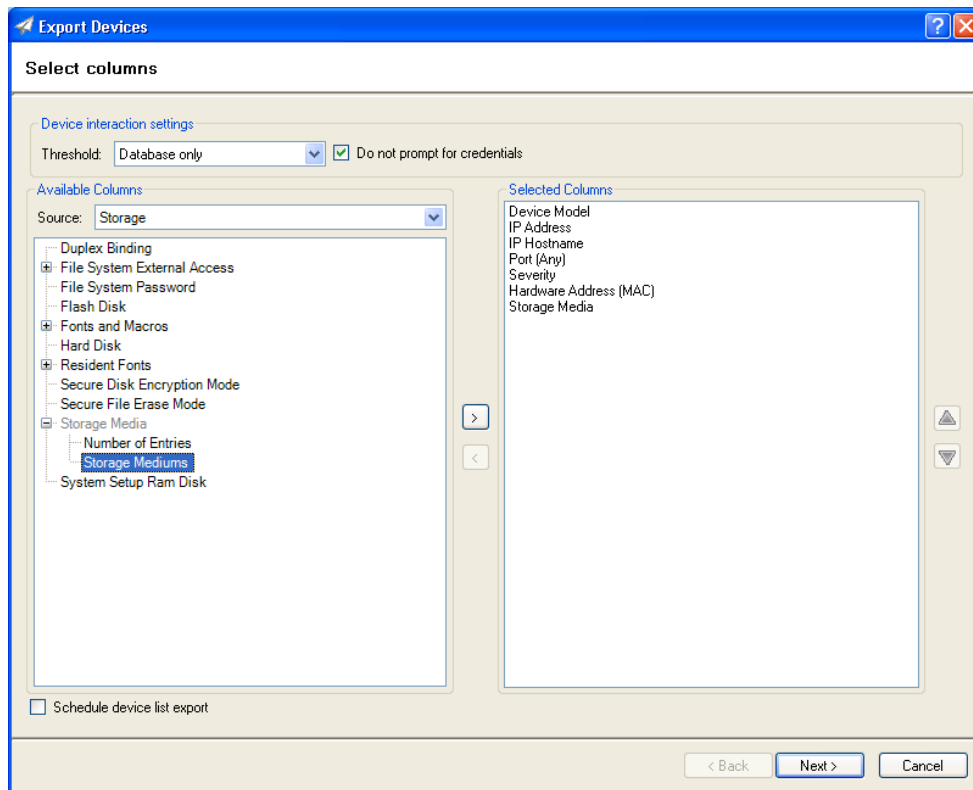 Export Devices
Select columns
Device interaction settings
Threshold: Database only Do not prompt for credentials
Available Columns
Source: Storage
Duplex Binding
File System External Access
File System Password
Flash Disk
Fonts and Macros
Hard Disk
Resident Fonts
Secure Disk Encryption Mode
Secure File Erase Mode
Storage Media
Number of Entries
Storage Mediums
System Setup Ram Disk
>
<
Selected Columns
Device Model
IP Address
IP Hostname
Port (Any)
Severity
Hardware Address (MAC)
Storage Media
Schedule device list export
< Back Next > Cancel